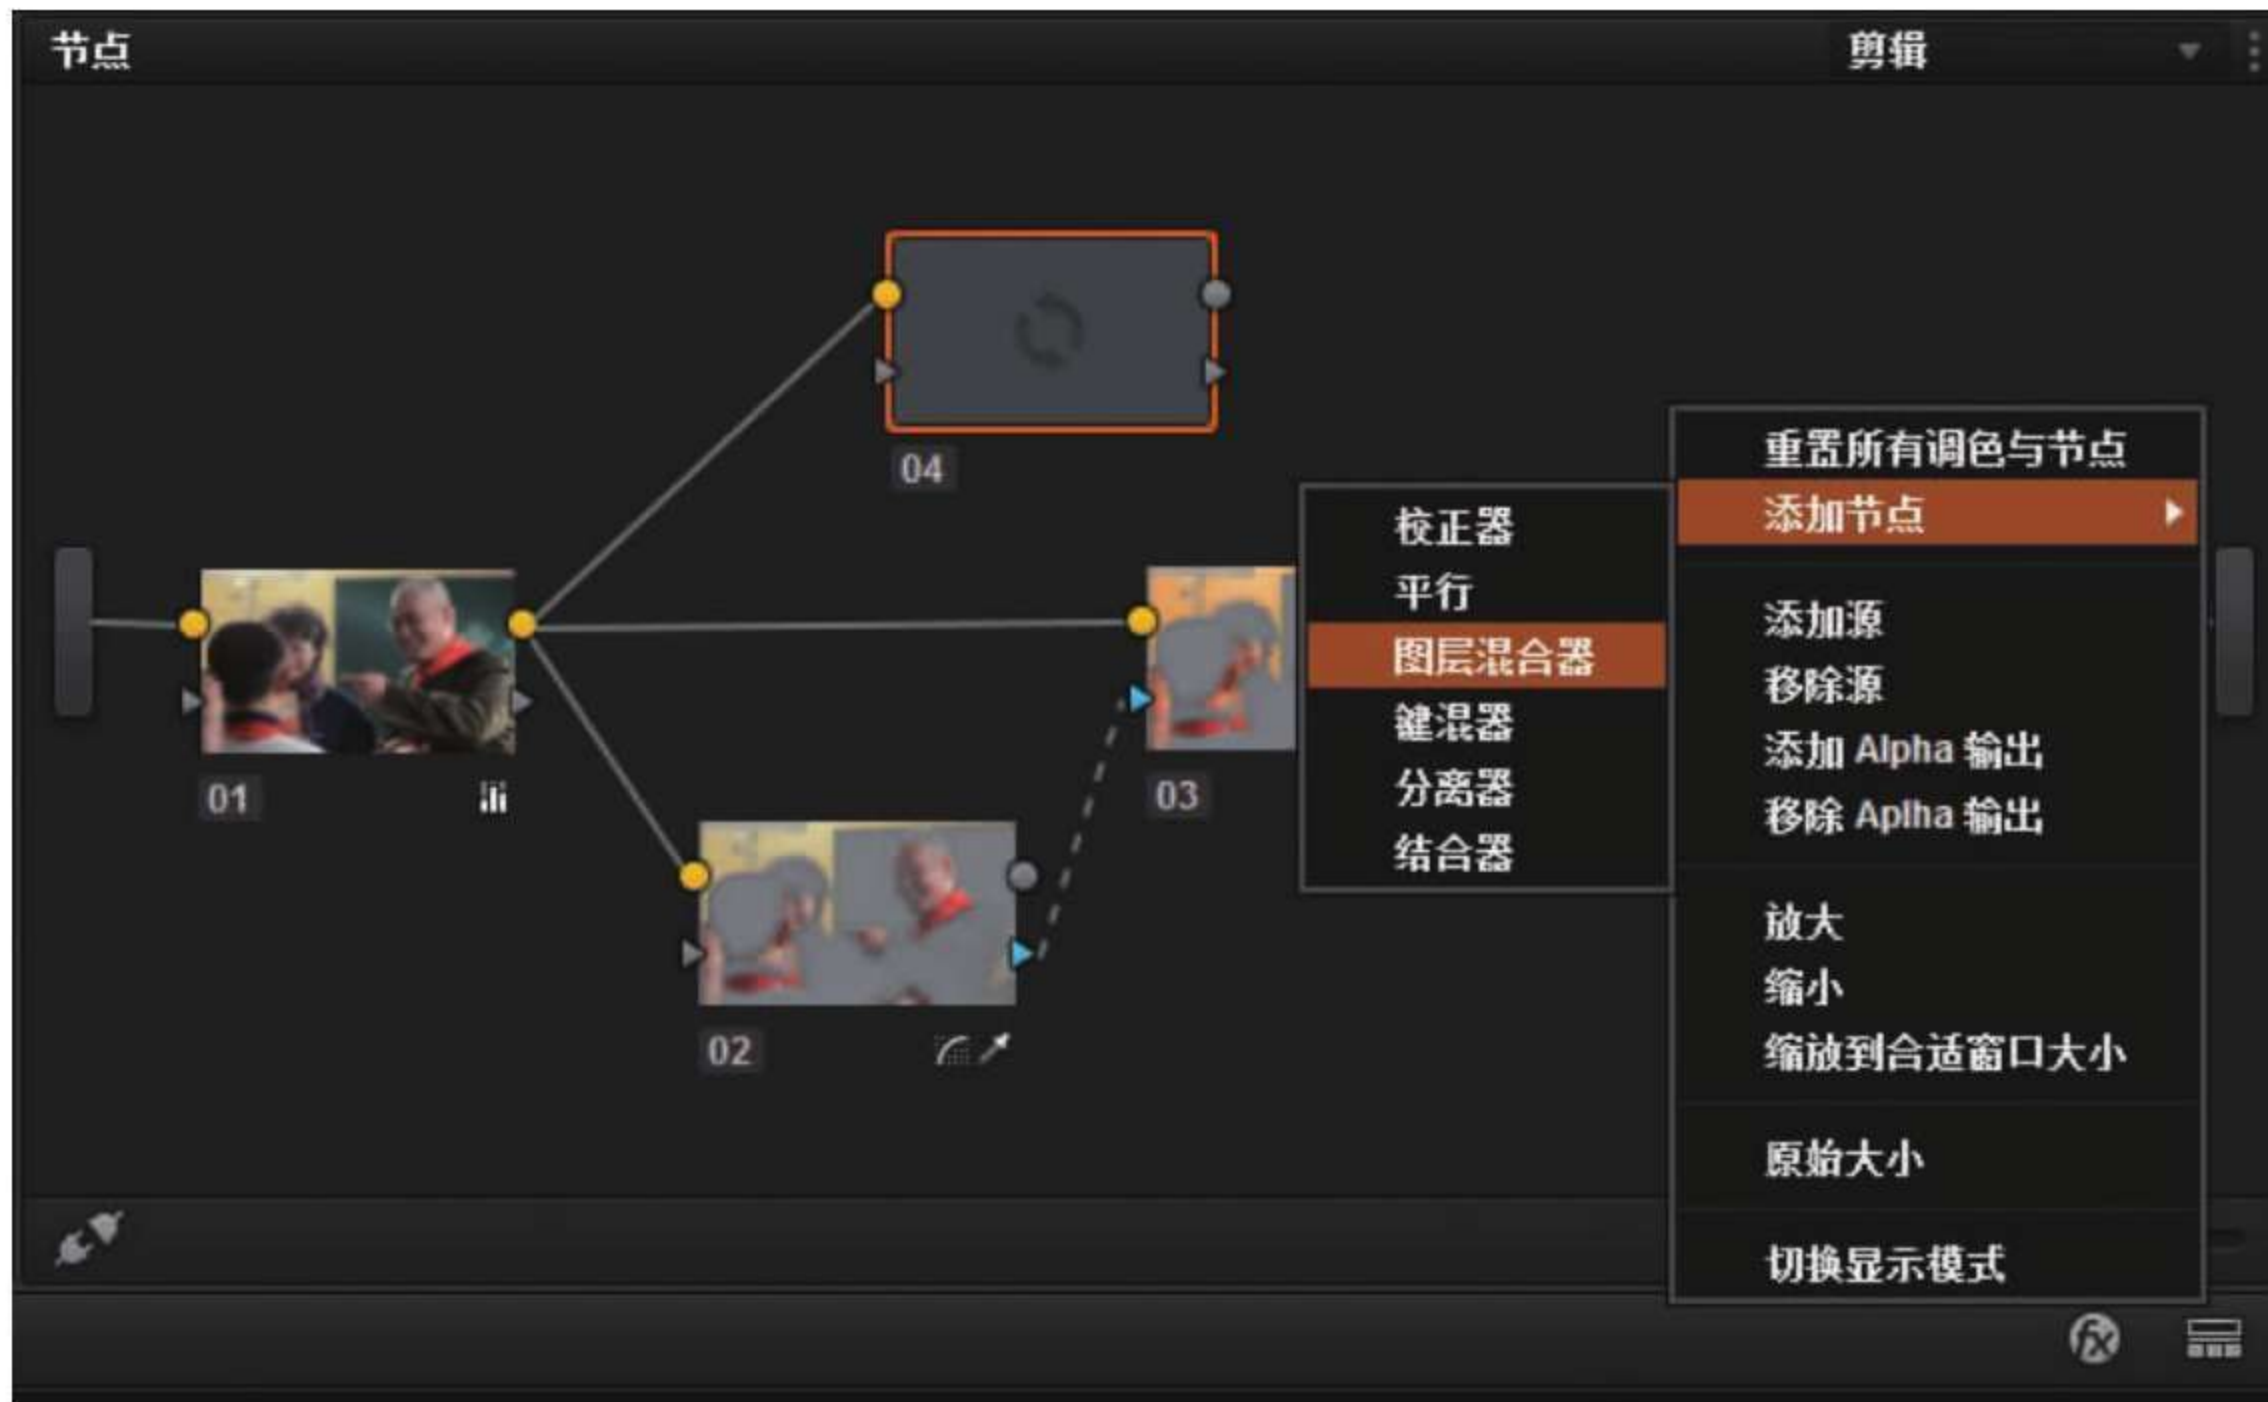 节点
剪辑
04
01
02
03
校正器
平行
图层混合器
键混器
分离器
结合器
重置所有调色与节点
添加节点
添加源
移除源
添加 Alpha 输出
移除 Aplha 输出
放大
缩小
缩放到合适窗口大小
原始大小
切换显示模式
fx